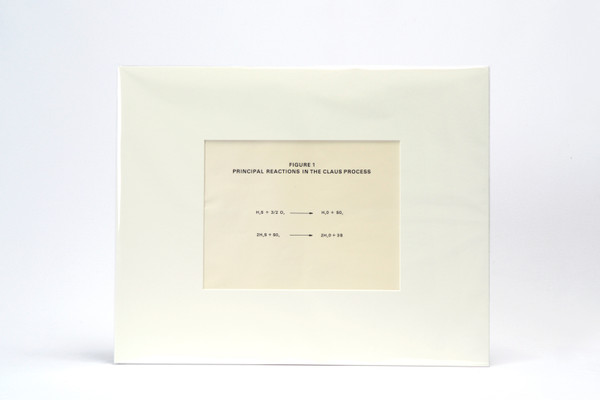 FIGURE 1
PRINCIPAL REACTIONS IN THE CLAUS PROCESS
H₂S + 3/2 O₂ ⟶ H₂O + SO₂
2H₂S + SO₂ ⟶ 2H₂O + 3S